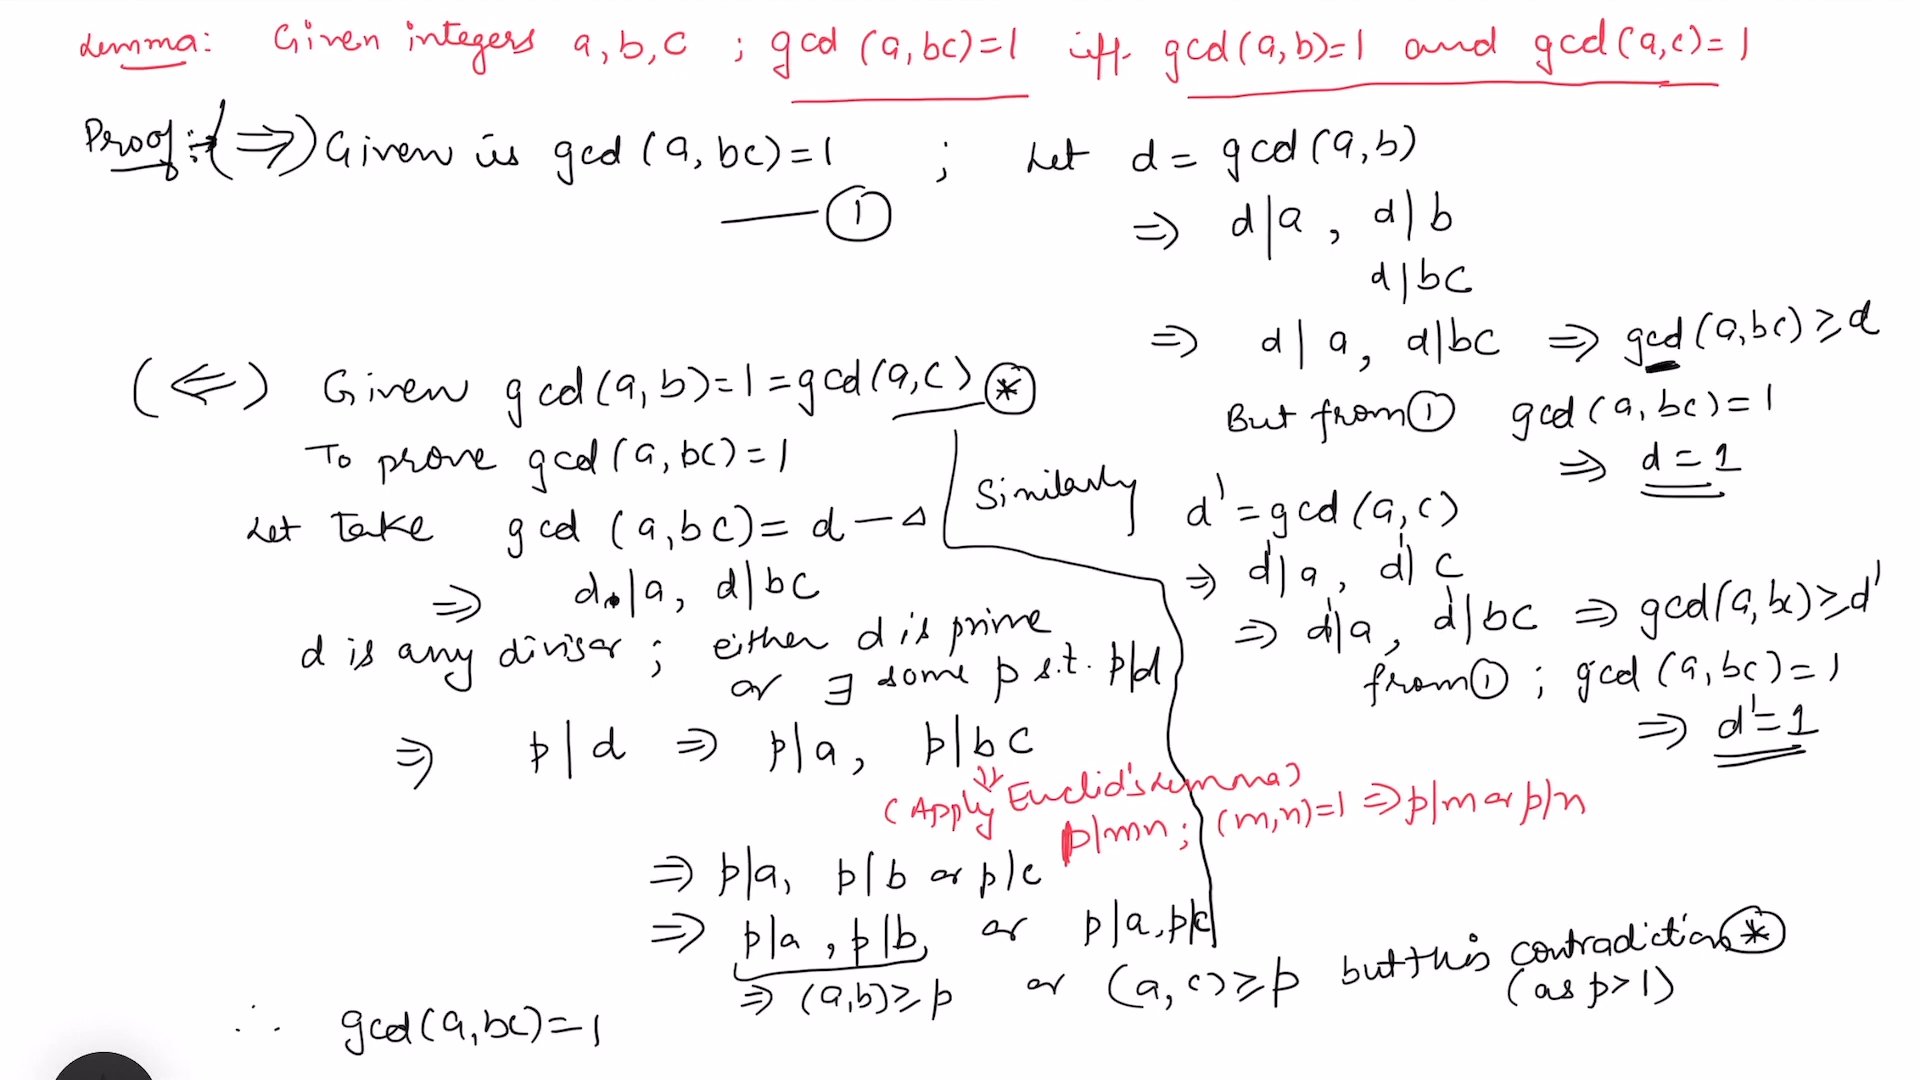 Lemma: Given integers a, b, c ; gcd (a, bc)=1 iff gcd(a,b)=1 and gcd(a,c)=1
Proof:→ (⇒) Given is gcd (a, bc)=1 ; Let d = gcd (a,b)
— ①
⇒ d|a , d|b
d|bc
⇒ d|a, d|bc ⇒ gcd(a,bc) ≥ d
But from ① gcd (a, bc)=1
⇒ d = 1
Similarly d' = gcd (a, c)
⇒ d'|a, d'|c
⇒ d'|a, d'|bc ⇒ gcd(a, bc) ≥ d'
from ① ; gcd (a, bc)=1
⇒ d'=1
(⇐) Given gcd (a, b)=1=gcd(a,c) ⊛
To prove gcd (a, bc)=1
Let take gcd (a, bc)= d — △
⇒ d|a, d|bc
d is any divisor ; either d is prime
or ∃ some p s.t. p|d
⇒ p|d ⇒ p|a, p|bc
⇓
(Apply Euclid's Lemma)
p|mn ; (m,n)=1 ⇒ p|m or p|n
⇒ p|a, p|b or p|c
⇒ p|a , p|b, or p|a, p|c
⇒ (a,b) ≥ p or (a, c) ≥ p but this contradiction ⊛
(as p>1)
∴ gcd(a, bc)=1